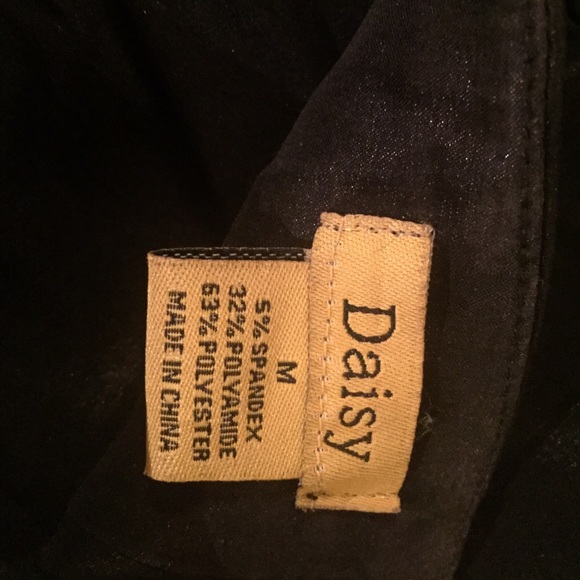 Daisy
M
5% SPANDEX
32% POLYAMIDE
63% POLYESTER
MADE IN CHINA